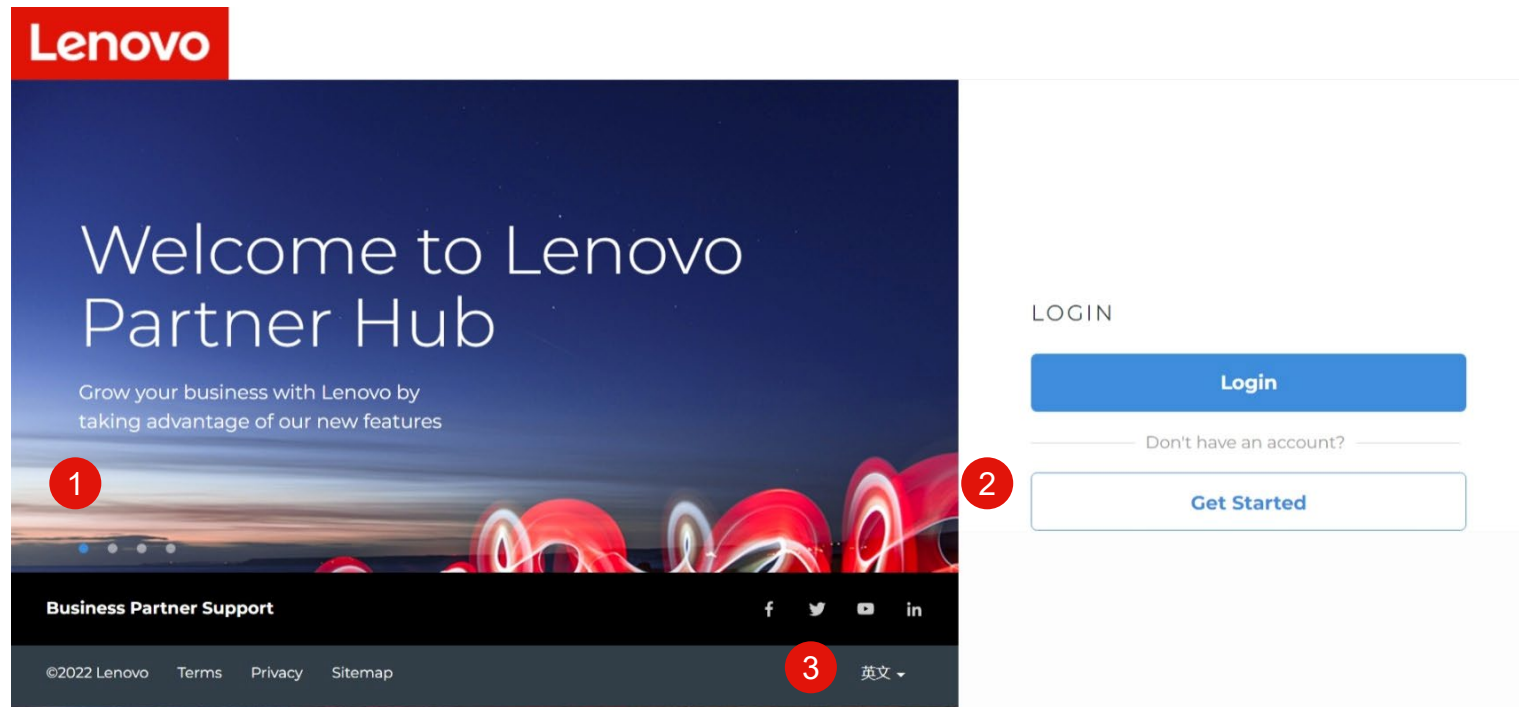 Lenovo
Welcome to Lenovo
Partner Hub
Grow your business with Lenovo by
taking advantage of our new features
1
LOGIN
Login
Don't have an account?
2
Get Started
Business Partner Support
f
in
©2022 Lenovo Terms Privacy Sitemap
3
英文